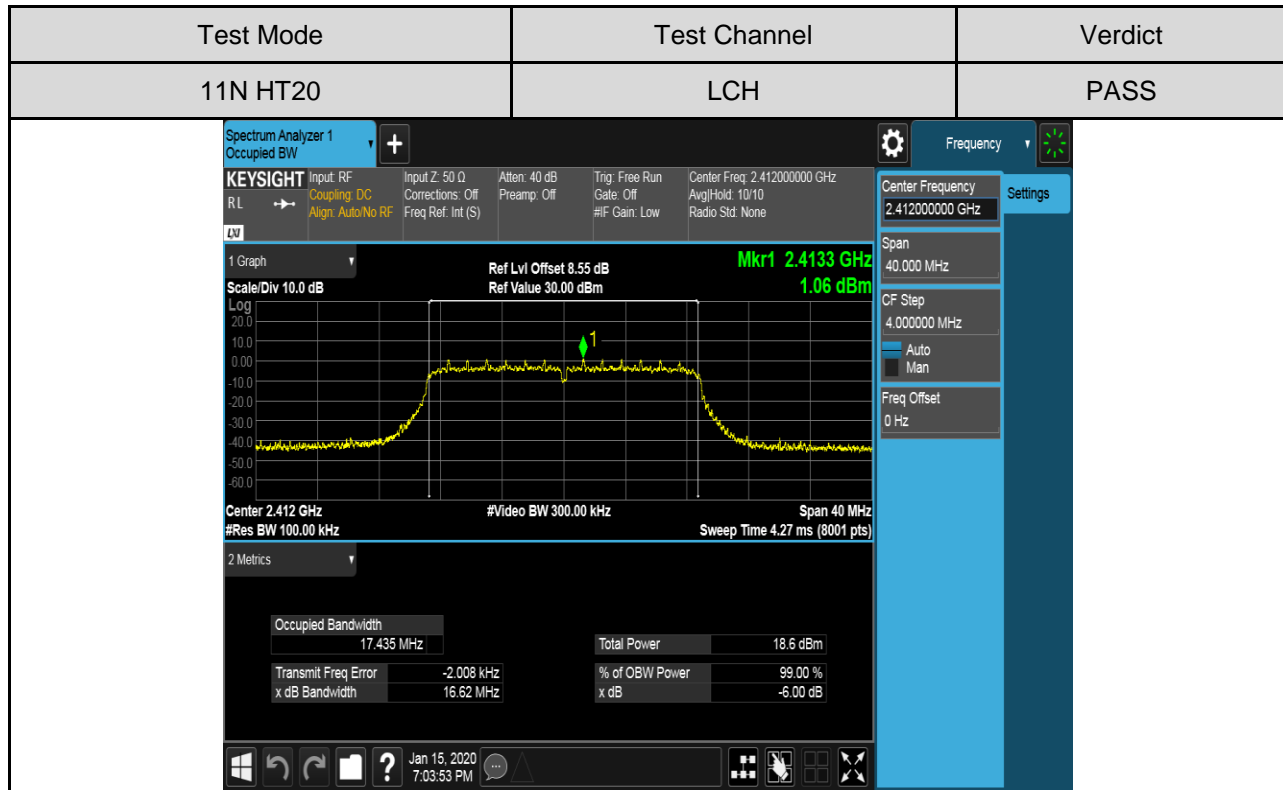 Test Mode Test Channel Verdict
11N HT20 LCH PASS
Spectrum Analyzer 1
Occupied BW
+
Frequency
KEYSIGHT Input: RF Input Z: 50 Ω Atten: 40 dB Trig: Free Run Center Freq: 2.412000000 GHz
RL Coupling: DC Corrections: Off Preamp: Off Gate: Off Avg|Hold: 10/10
Align: Auto/No RF Freq Ref: Int (S) #IF Gain: Low Radio Std: None
LXI
Center Frequency
2.412000000 GHz
Settings
Span
40.000 MHz
CF Step
4.000000 MHz
Auto
Man
Freq Offset
0 Hz
1 Graph
Ref Lvl Offset 8.55 dB
Mkr1 2.4133 GHz
Scale/Div 10.0 dB
Ref Value 30.00 dBm
1.06 dBm
Log
20.0
10.0
1
0.00
-10.0
-20.0
-30.0
-40.0
-50.0
-60.0
Center 2.412 GHz #Video BW 300.00 kHz Span 40 MHz
#Res BW 100.00 kHz Sweep Time 4.27 ms (8001 pts)
2 Metrics
Occupied Bandwidth
17.435 MHz Total Power 18.6 dBm
Transmit Freq Error -2.008 kHz % of OBW Power 99.00 %
x dB Bandwidth 16.62 MHz x dB -6.00 dB
?
Jan 15, 2020
7:03:53 PM